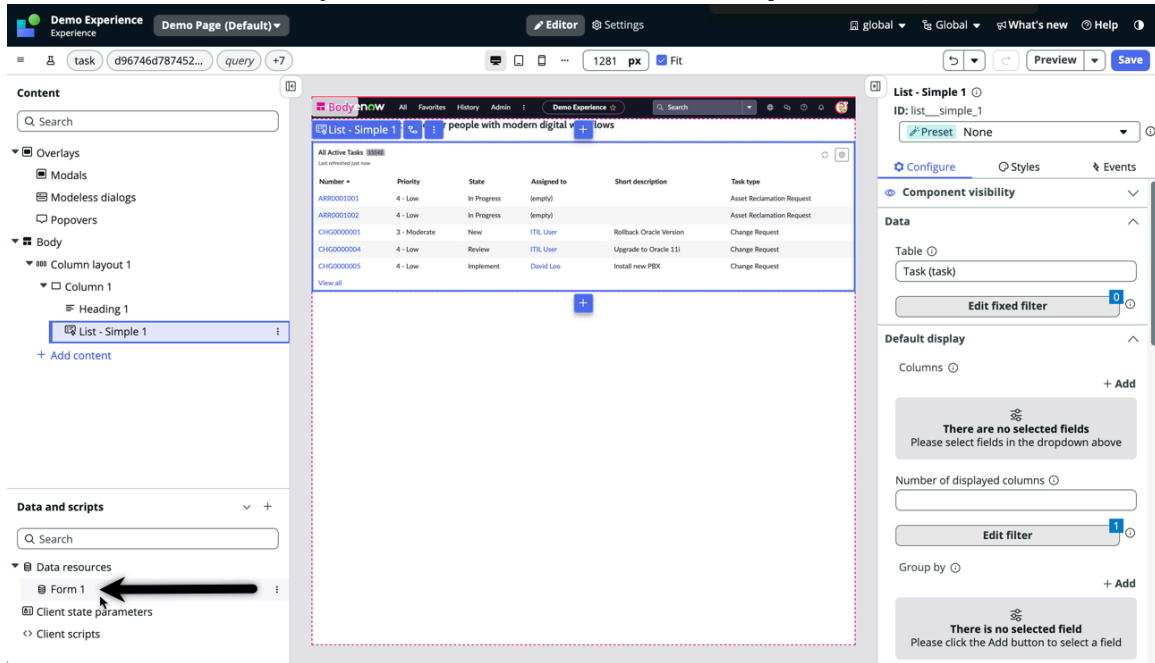 Demo Experience
Experience
Demo Page (Default)
Editor
Settings
global
Global
What's new
Help
task
d96746d787452...
query
+7
1281 px
Fit
Preview
Save
Content
Search
Overlays
Modals
Modeless dialogs
Popovers
Body
Column layout 1
Column 1
Heading 1
List - Simple 1
+ Add content
Data and scripts
Search
Data resources
Form 1
Client state parameters
Client scripts
Body
now
All Favorites History Admin
Demo Experience
Search
List - Simple 1
people with modern digital w
lows
All Active Tasks
Last refreshed just now
Number Priority State Assigned to Short description Task type
ARR0001001 4 - Low In Progress (empty) Asset Reclamation Request
ARR0001002 4 - Low In Progress (empty) Asset Reclamation Request
CHG0000001 3 - Moderate New ITIL User Rollback Oracle Version Change Request
CHG0000004 4 - Low Review ITIL User Upgrade to Oracle 11i Change Request
CHG0000005 4 - Low Implement David Loo Install new PBX Change Request
View all
List - Simple 1
ID: list__simple_1
Preset None
Configure
Styles
Events
Component visibility
Data
Table
Task (task)
Edit fixed filter
0
Default display
Columns
+ Add
There are no selected fields
Please select fields in the dropdown above
Number of displayed columns
Edit filter
1
Group by
+ Add
There is no selected field
Please click the Add button to select a field